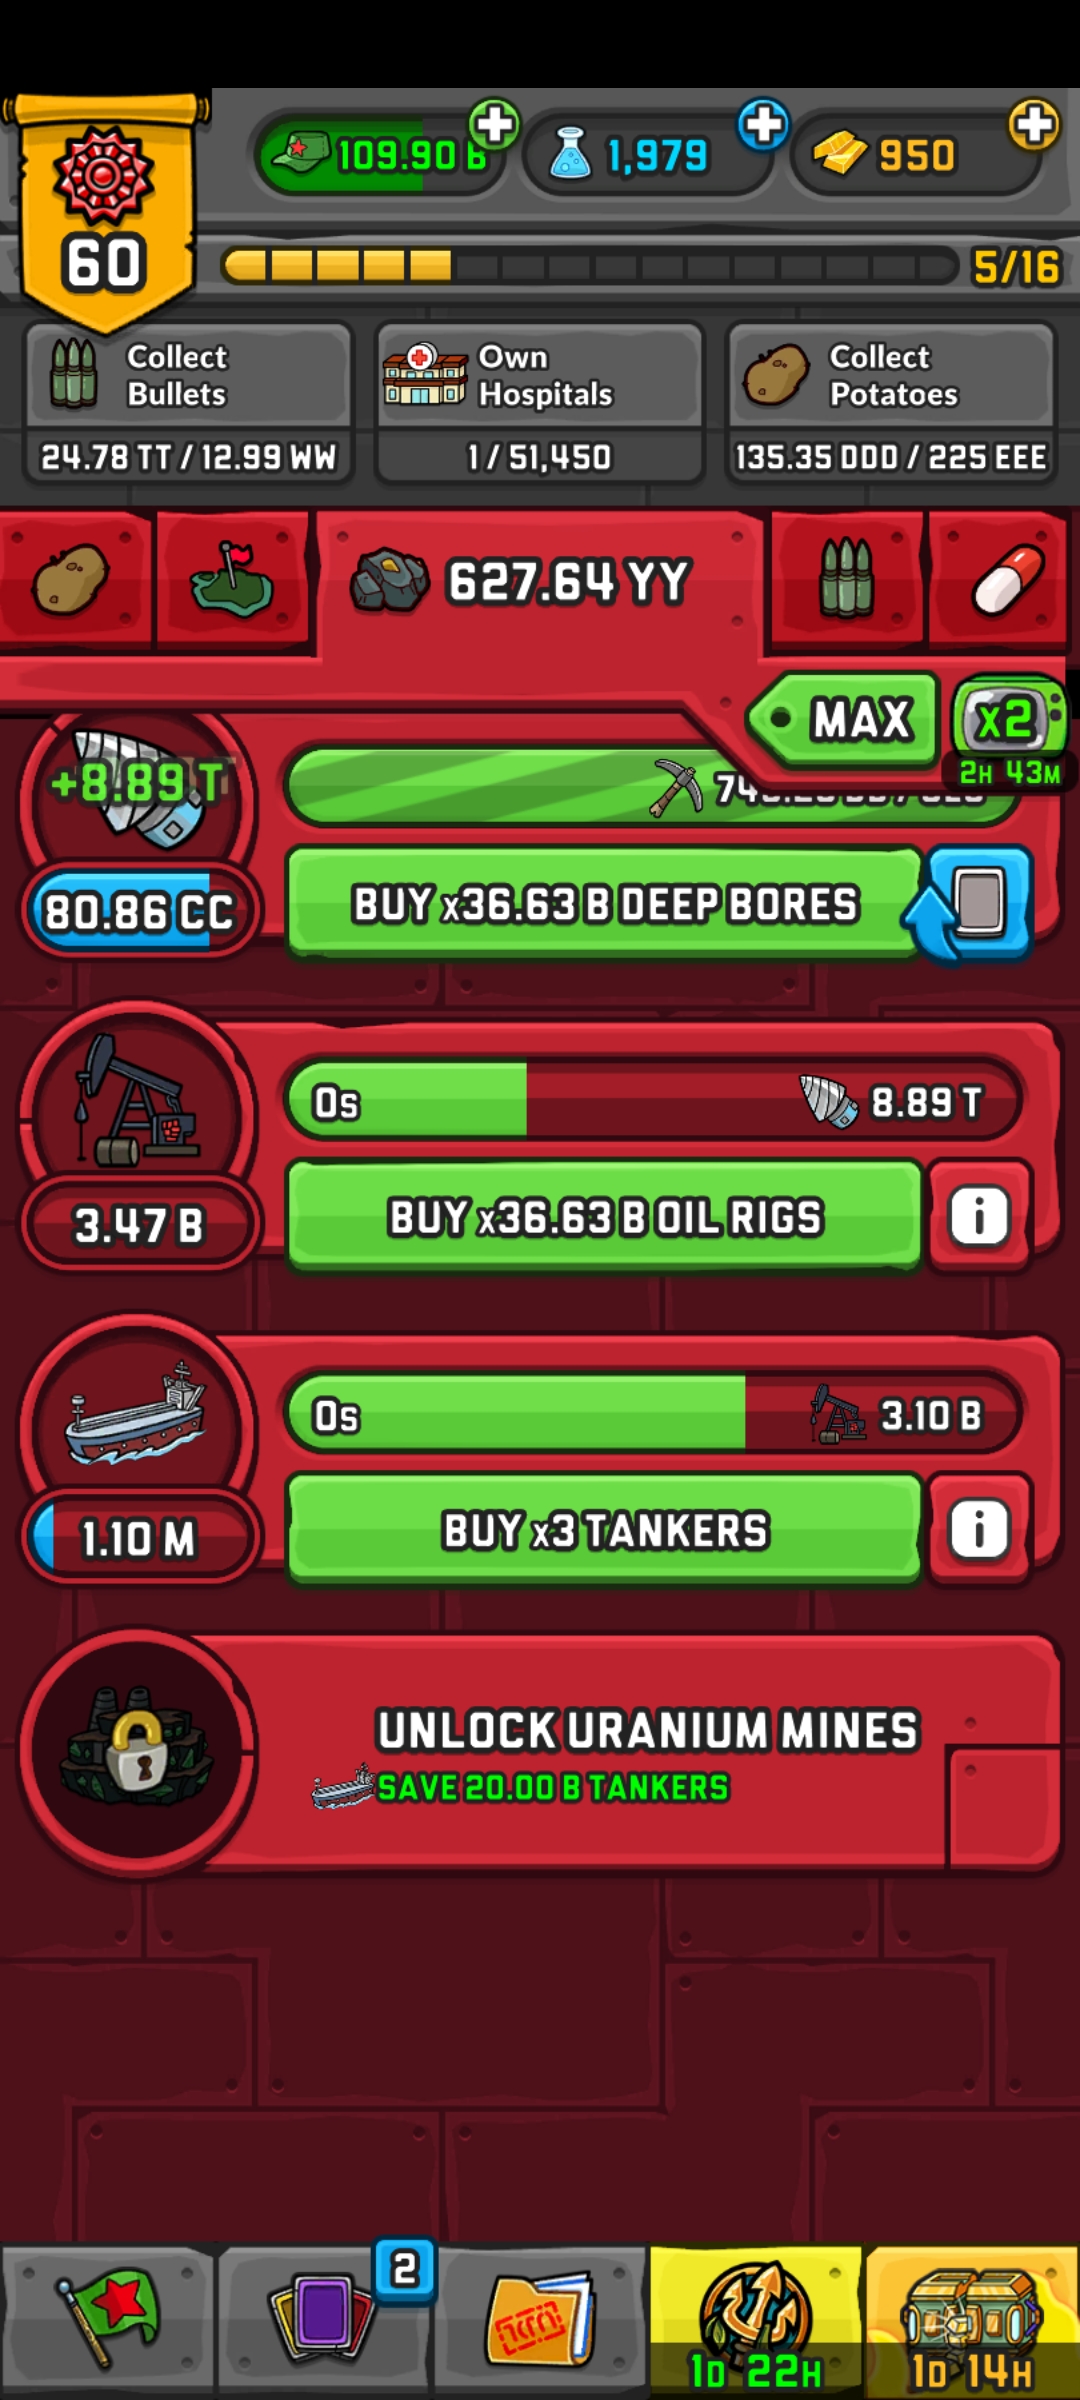 109.90 B
1,979
950
60
5/16
Collect
Bullets
Own
Hospitals
Collect
Potatoes
24.78 TT / 12.99 WW
1 / 51,450
135.35 DDD / 225 EEE
627.64 YY
MAX
x2
2H 43M
+8.89 T
80.86 CC
BUY x36.63 B DEEP BORES
0s
8.89 T
3.47 B
BUY x36.63 B OIL RIGS
i
0s
3.10 B
1.10 M
BUY x3 TANKERS
i
UNLOCK URANIUM MINES
SAVE 20.00 B TANKERS
2
1D 22H
1D 14H